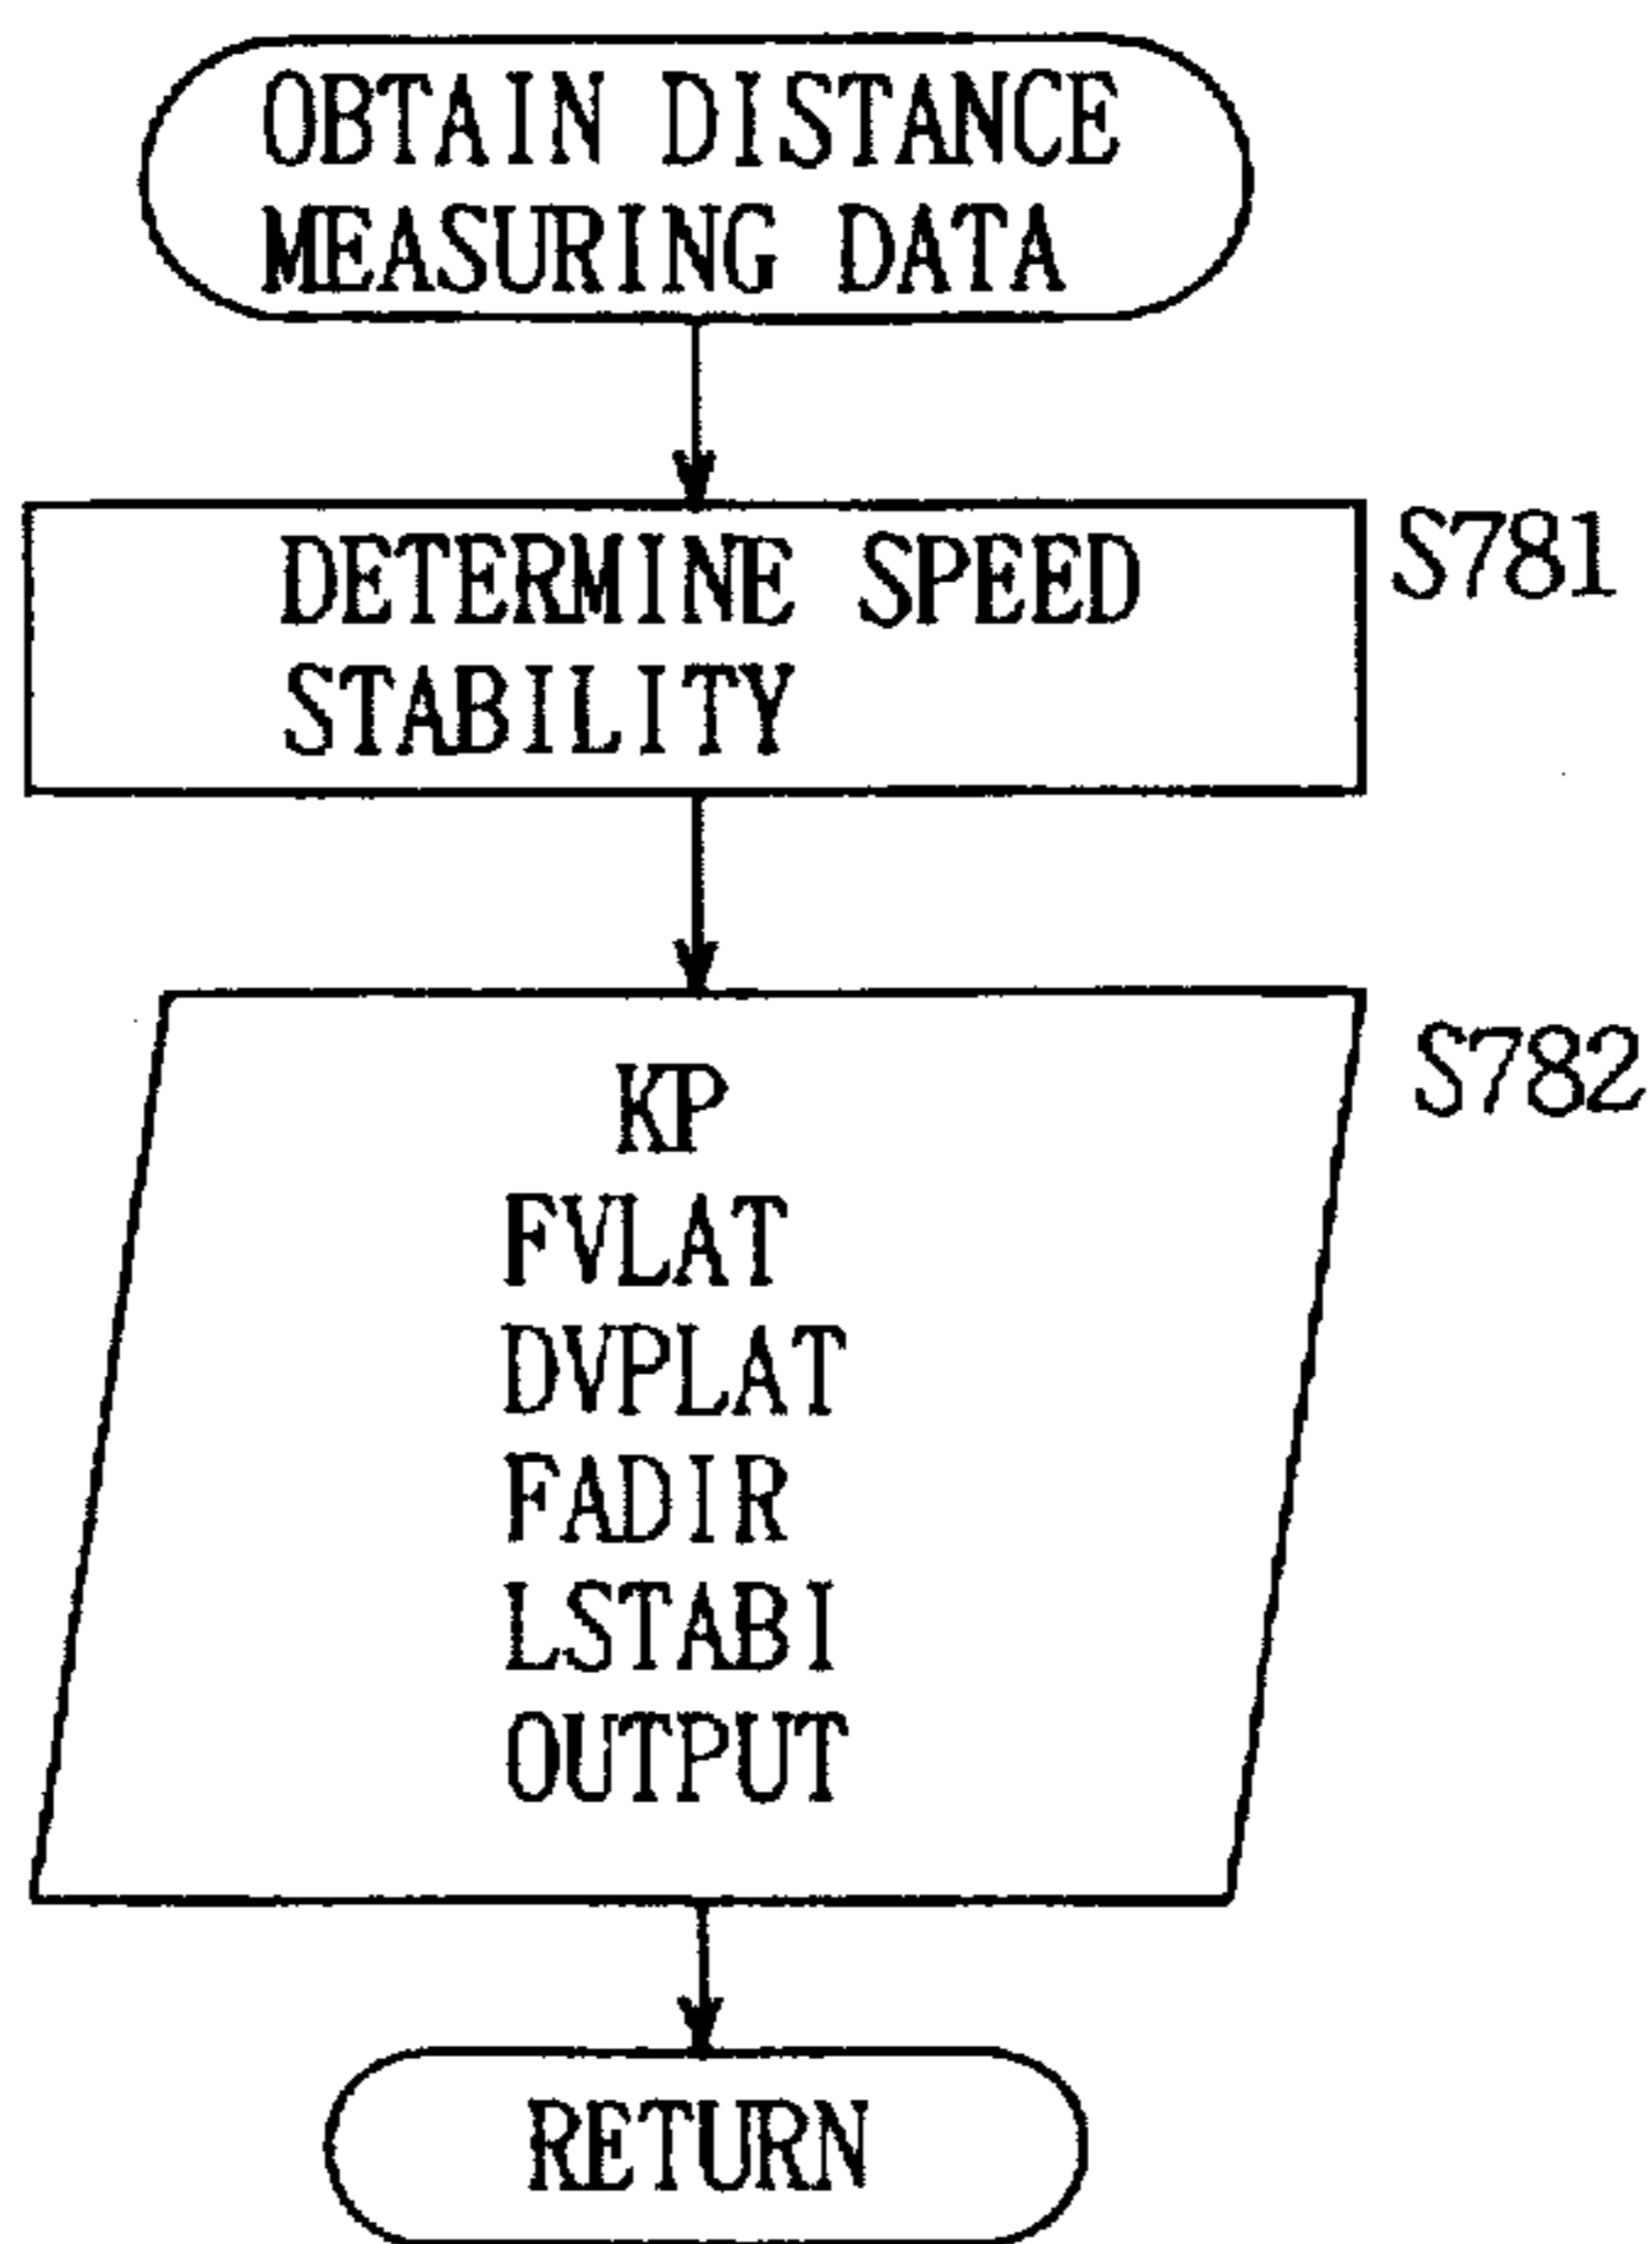 OBTAIN DISTANCE
MEASURING DATA
DETERMINE SPEED
STABILITY
S781
KP
FVLAT
DVPLAT
FADIR
LSTABI
OUTPUT
S782
RETURN